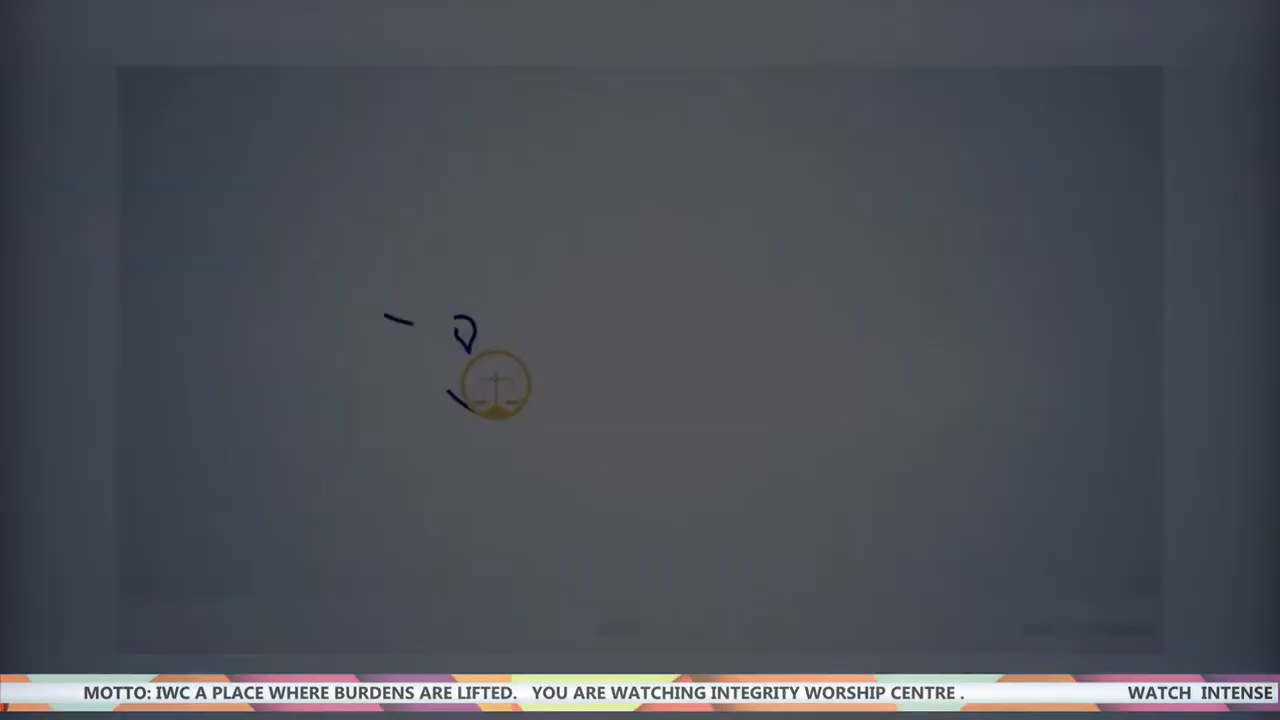 MOTTO: IWC A PLACE WHERE BURDENS ARE LIFTED. YOU ARE WATCHING INTEGRITY WORSHIP CENTRE . WATCH INTENSE